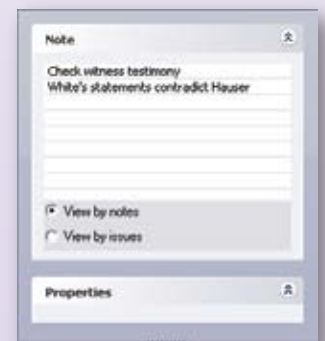 Note
Check witness testimony
White's statements contradict Hauser
View by notes
View by issues
Properties